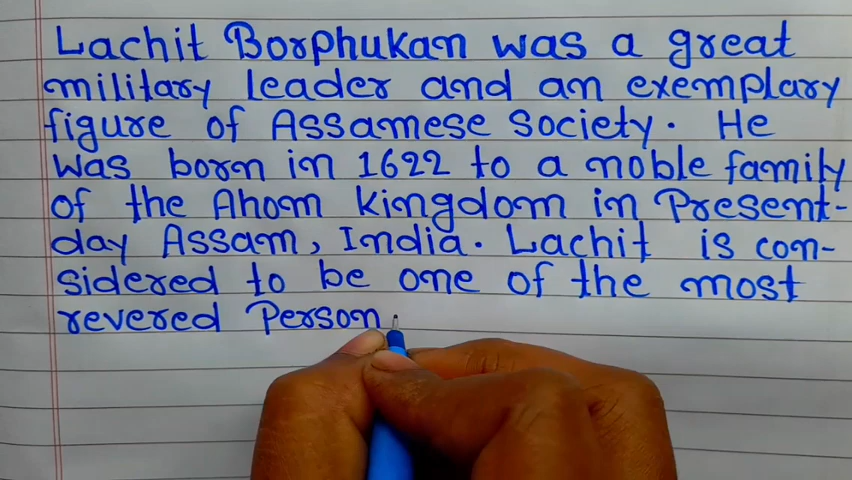 Lachit Borphukan was a great
military leader and an exemplary
figure of Assamese society. He
was born in 1622 to a noble family
of the Ahom kingdom in Present-
day Assam, India. Lachit is con-
sidered to be one of the most
revered Person